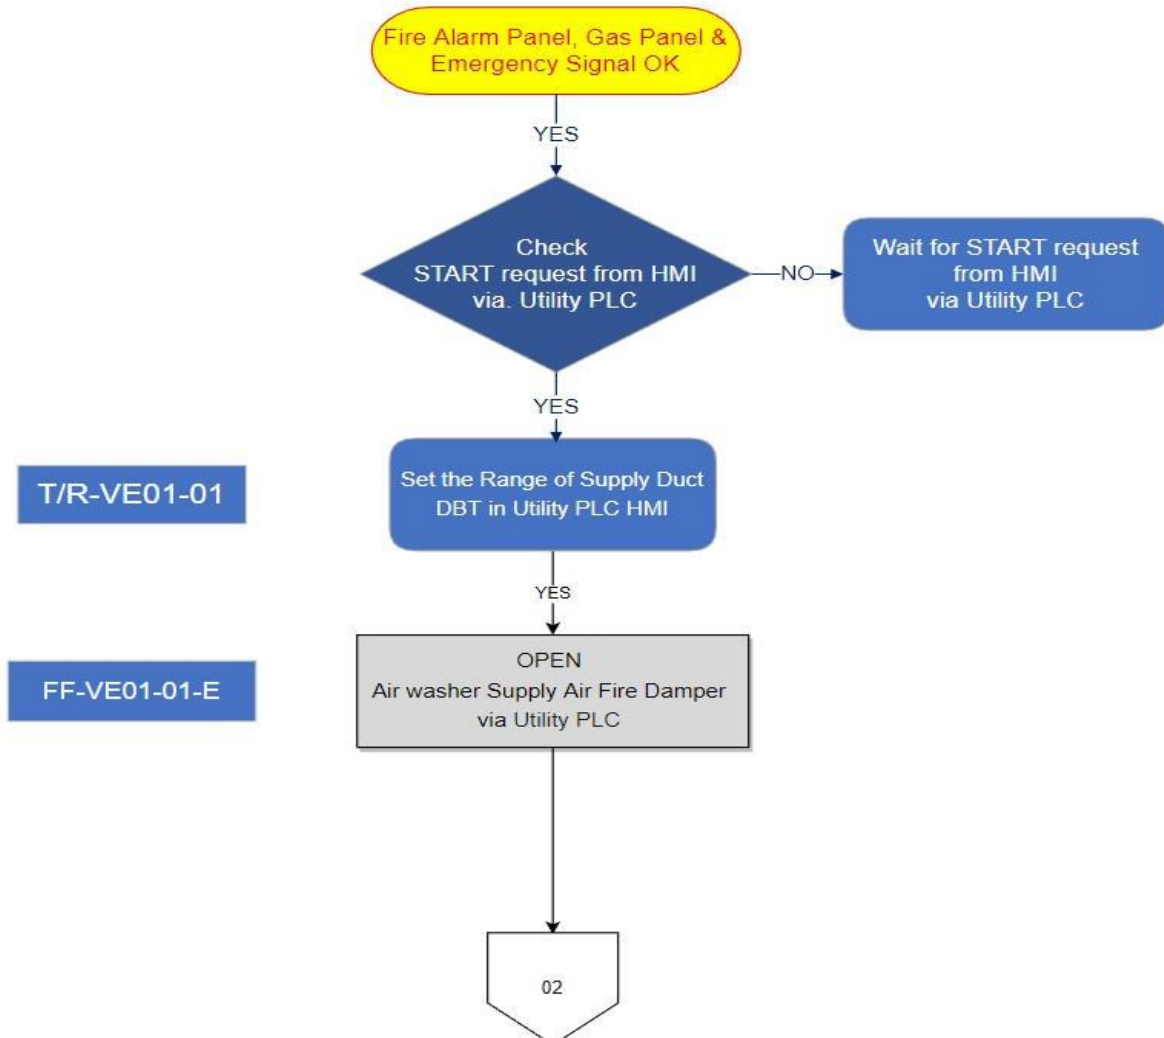 Fire Alarm Panel, Gas Panel &
Emergency Signal OK
YES
Check
START request from HMI
via. Utility PLC
NO
Wait for START request
from HMI
via Utility PLC
YES
T/R-VE01-01
Set the Range of Supply Duct
DBT in Utility PLC HMI
YES
FF-VE01-01-E
OPEN
Air washer Supply Air Fire Damper
via Utility PLC
02